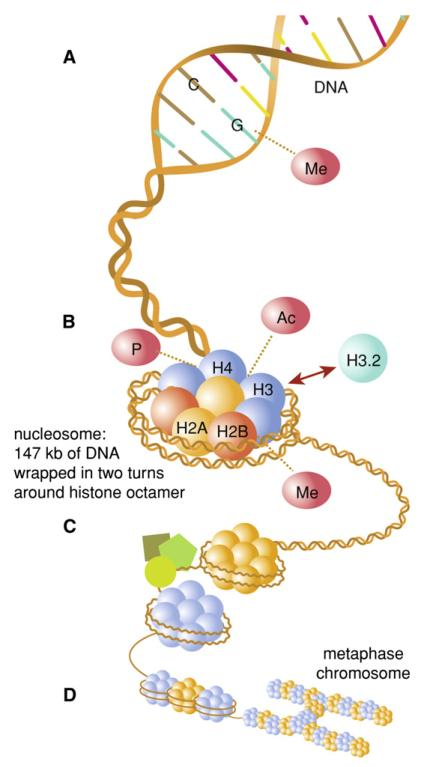 A
C
DNA
G
Me
B
Ac
P
H4
H3.2
H3
H2A
H2B
nucleosome:
147 kb of DNA
wrapped in two turns
around histone octamer
Me
C
metaphase
chromosome
D